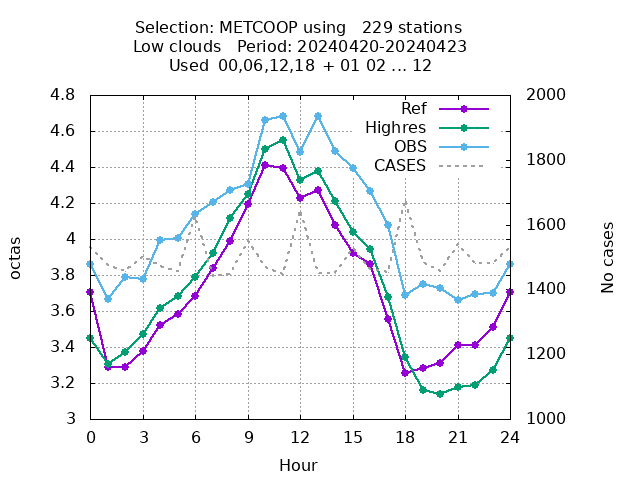 Selection: METCOOP using   229 stations
Low clouds   Period: 20240420-20240423
Used  00,06,12,18 + 01 02 ... 12
4.8
4.6
4.4
4.2
4
3.8
3.6
3.4
3.2
3
octas
Ref
Highres
OBS
CASES
2000
1800
1600
1400
1200
1000
No cases
0 3 6 9 12 15 18 21 24
Hour